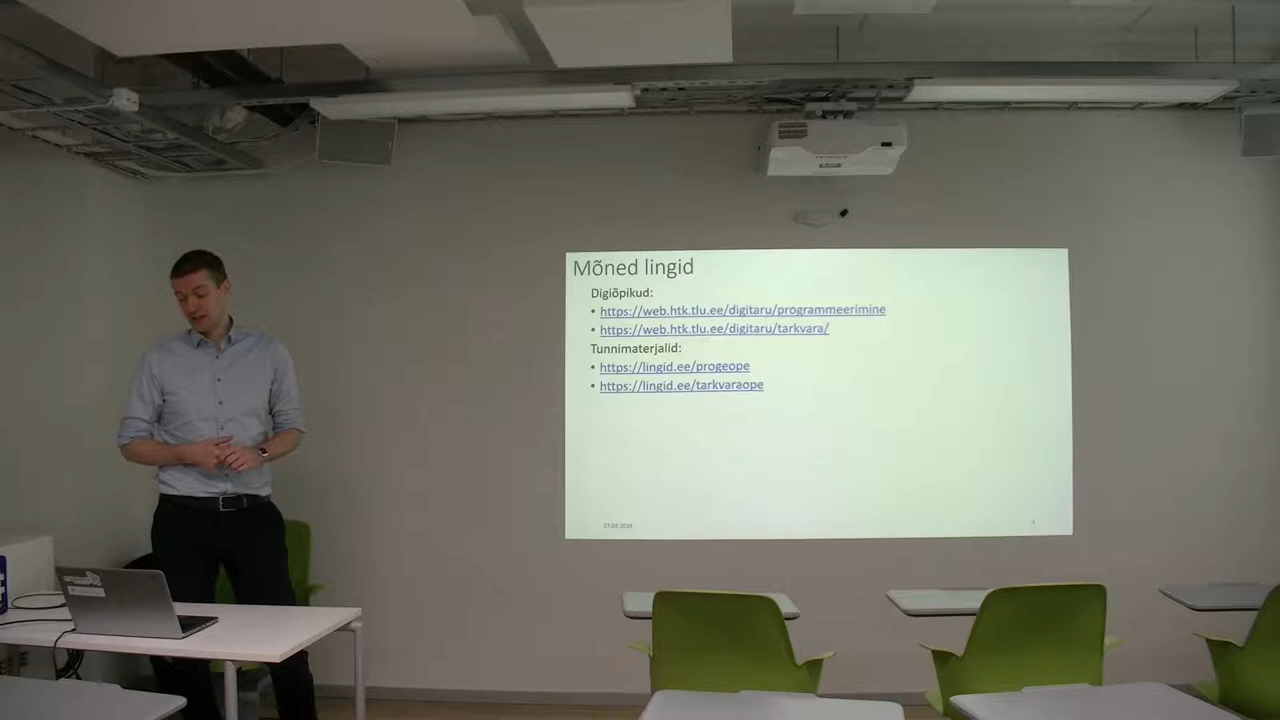 Mõned lingid
Digiõpikud:
• https://web.htk.tlu.ee/digitaru/programmeerimine
• https://web.htk.tlu.ee/digitaru/tarkvara/
Tunnimaterjalid:
• https://lingid.ee/progeope
• https://lingid.ee/tarkvaraope